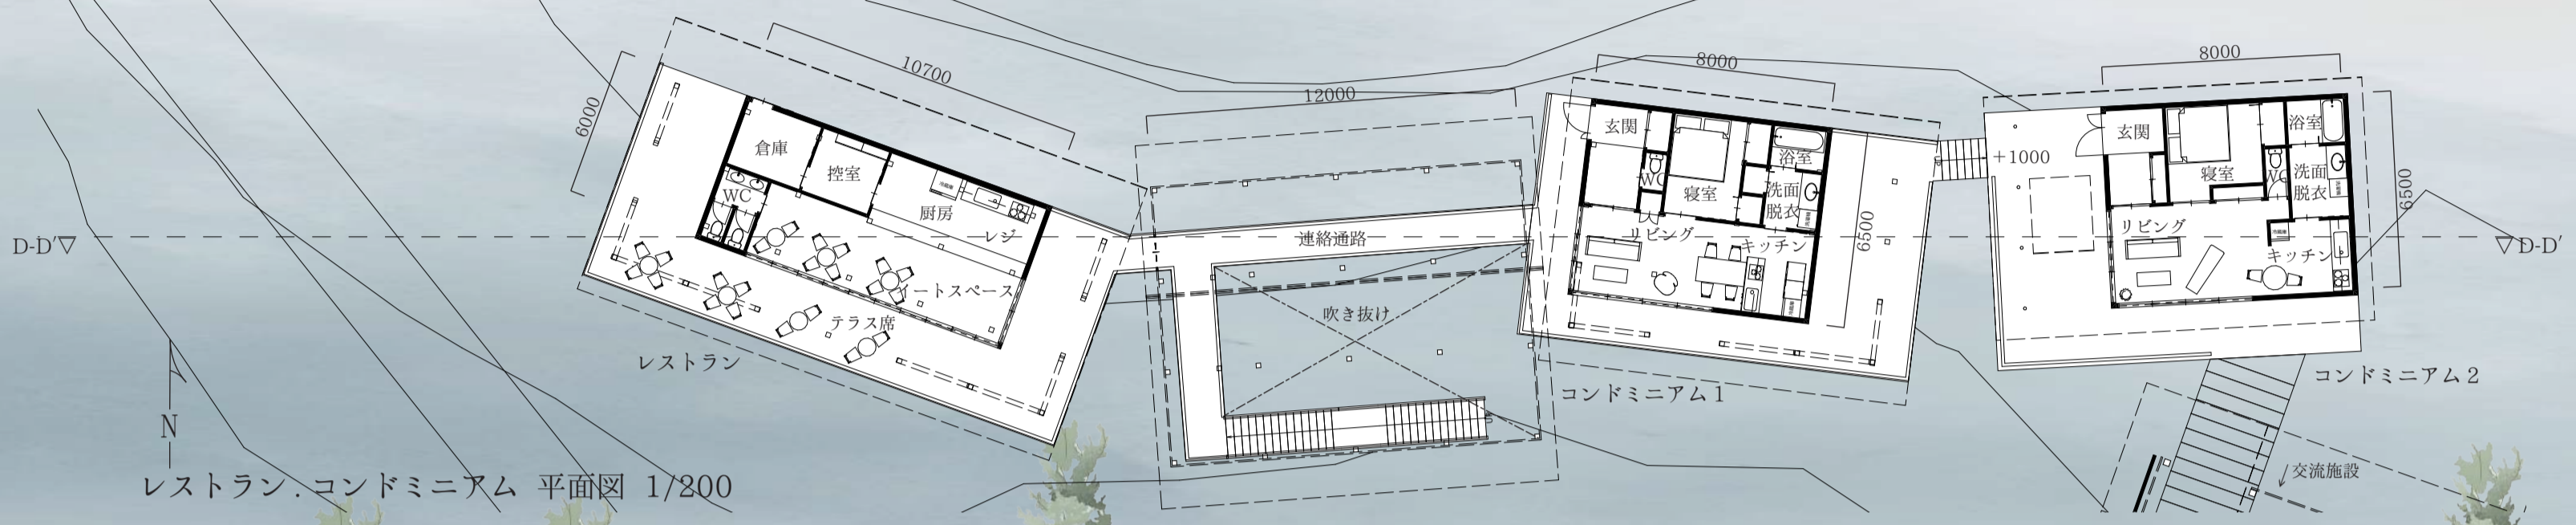 10700
6000
倉庫
控室
WC
厨房
レジ
イートスペース
テラス席
レストラン
12000
連絡通路
吹き抜け
8000
玄関
WC
寝室
浴室
洗面
脱衣
リビング
キッチン
6500
コンドミニアム1
+1000
8000
玄関
寝室
WC
浴室
洗面
脱衣
リビング
冷蔵庫
キッチン
6500
コンドミニアム2
交流施設
D-D'▽
▽D-D'
N
レストラン.コンドミニアム 平面図 1/200